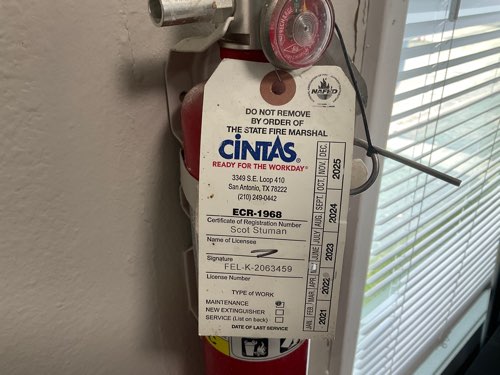 NAFED
DO NOT REMOVE
BY ORDER OF
THE STATE FIRE MARSHAL
CINTAS®
READY FOR THE WORKDAY®
3349 S.E. Loop 410
San Antonio, TX 78222
(210) 249-0442
ECR-1968
Certificate of Registration Number
Scot Stuman
Name of Licensee
Signature
FEL-K-2063459
License Number
TYPE OF WORK
MAINTENANCE
NEW EXTINGUISHER
SERVICE (List on back)
DATE OF LAST SERVICE
JAN. FEB. MAR. APR. JUNE JULY AUG. SEPT. OCT. NOV. DEC.
2021 2022 2023 2024 2025